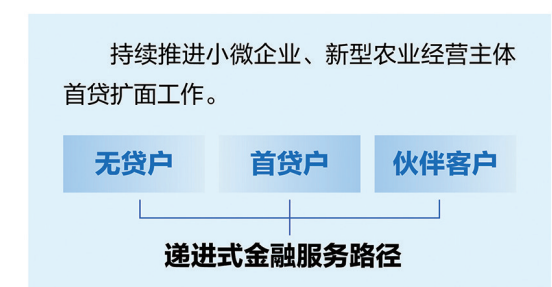 持续推进小微企业、新型农业经营主体
首贷扩面工作。
无贷户 首贷户 伙伴客户
递进式金融服务路径